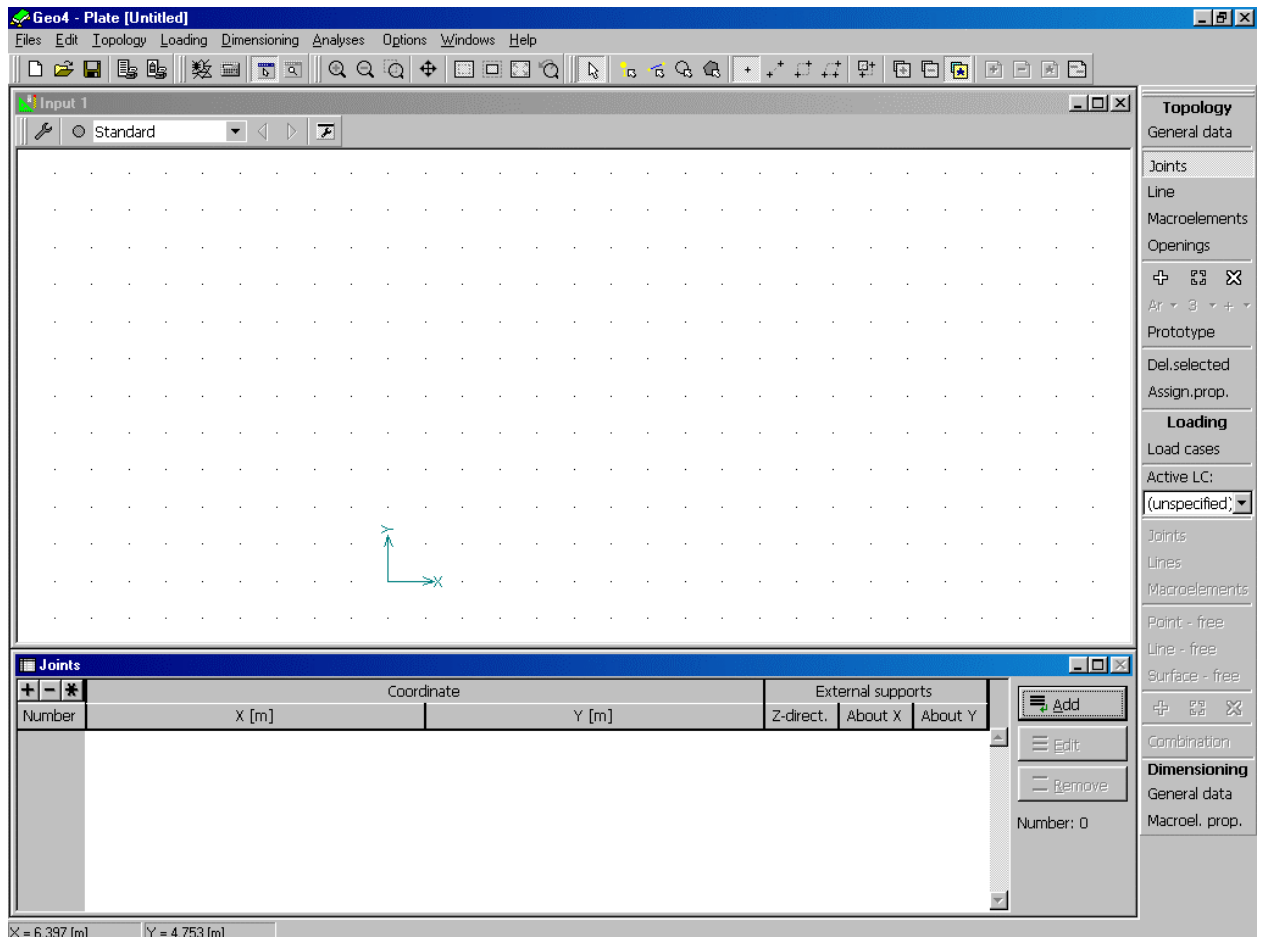 Geo4 - Plate [Untitled]
Files Edit Topology Loading Dimensioning Analyses Options Windows Help
Input 1
Standard
Y
X
Joints
Coordinate External supports
Number X [m] Y [m] Z-direct. About X About Y
Add
Edit
Remove
Number: 0
Topology
General data
Joints
Line
Macroelements
Openings
Ar 3 +
Prototype
Del.selected
Assign.prop.
Loading
Load cases
Active LC:
(unspecified)
Joints
Lines
Macroelements
Point - free
Line - free
Surface - free
Combination
Dimensioning
General data
Macroel. prop.
X = 6.397 [m] Y = 4.753 [m]